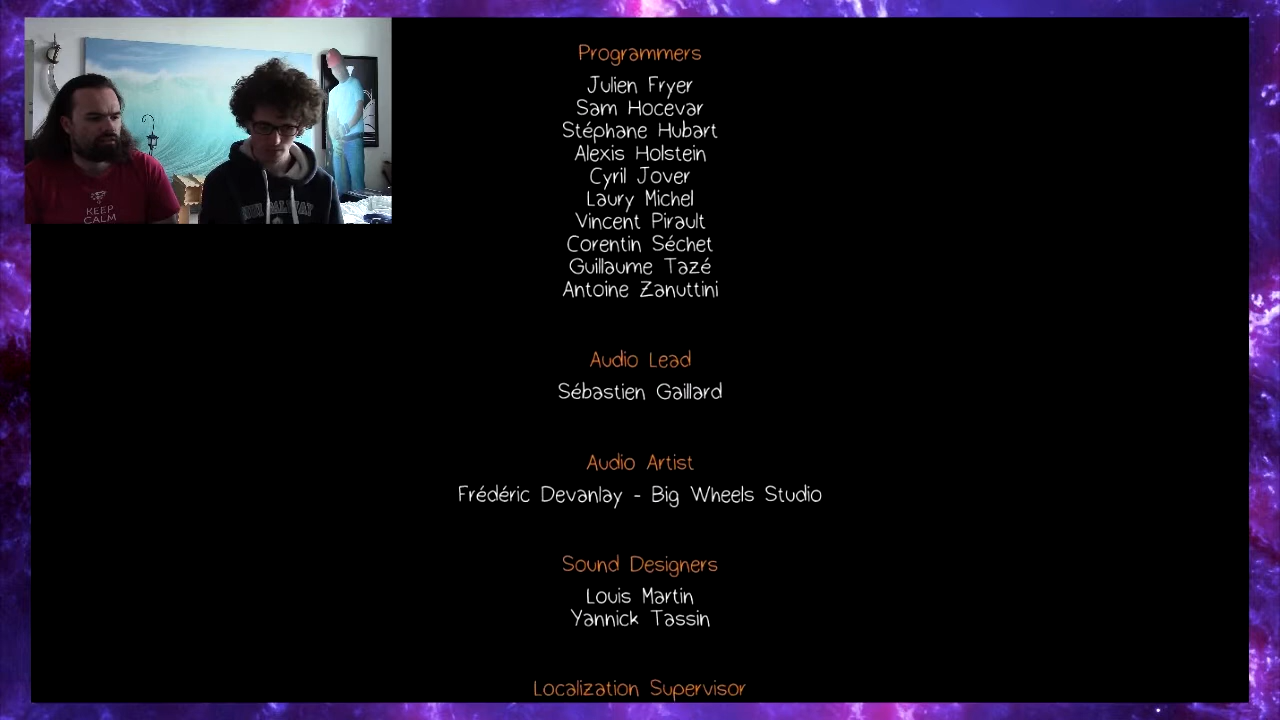 Programmers
Julien Fryer
Sam Hocevar
Stéphane Hubart
Alexis Holstein
Cyril Jover
Laury Michel
Vincent Pirault
Corentin Séchet
Guillaume Tazé
Antoine Zanuttini
Audio Lead
Sébastien Gaillard
Audio Artist
Frédéric Devanlay - Big Wheels Studio
Sound Designers
Louis Martin
Yannick Tassin
Localization Supervisor
KEEP
CALM